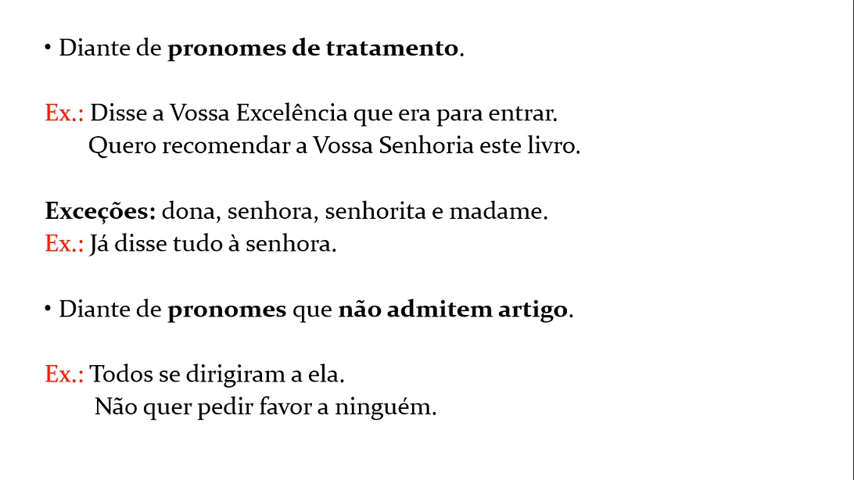 • Diante de pronomes de tratamento.
Ex.: Disse a Vossa Excelência que era para entrar.
Quero recomendar a Vossa Senhoria este livro.
Exceções: dona, senhora, senhorita e madame.
Ex.: Já disse tudo à senhora.
• Diante de pronomes que não admitem artigo.
Ex.: Todos se dirigiram a ela.
Não quer pedir favor a ninguém.